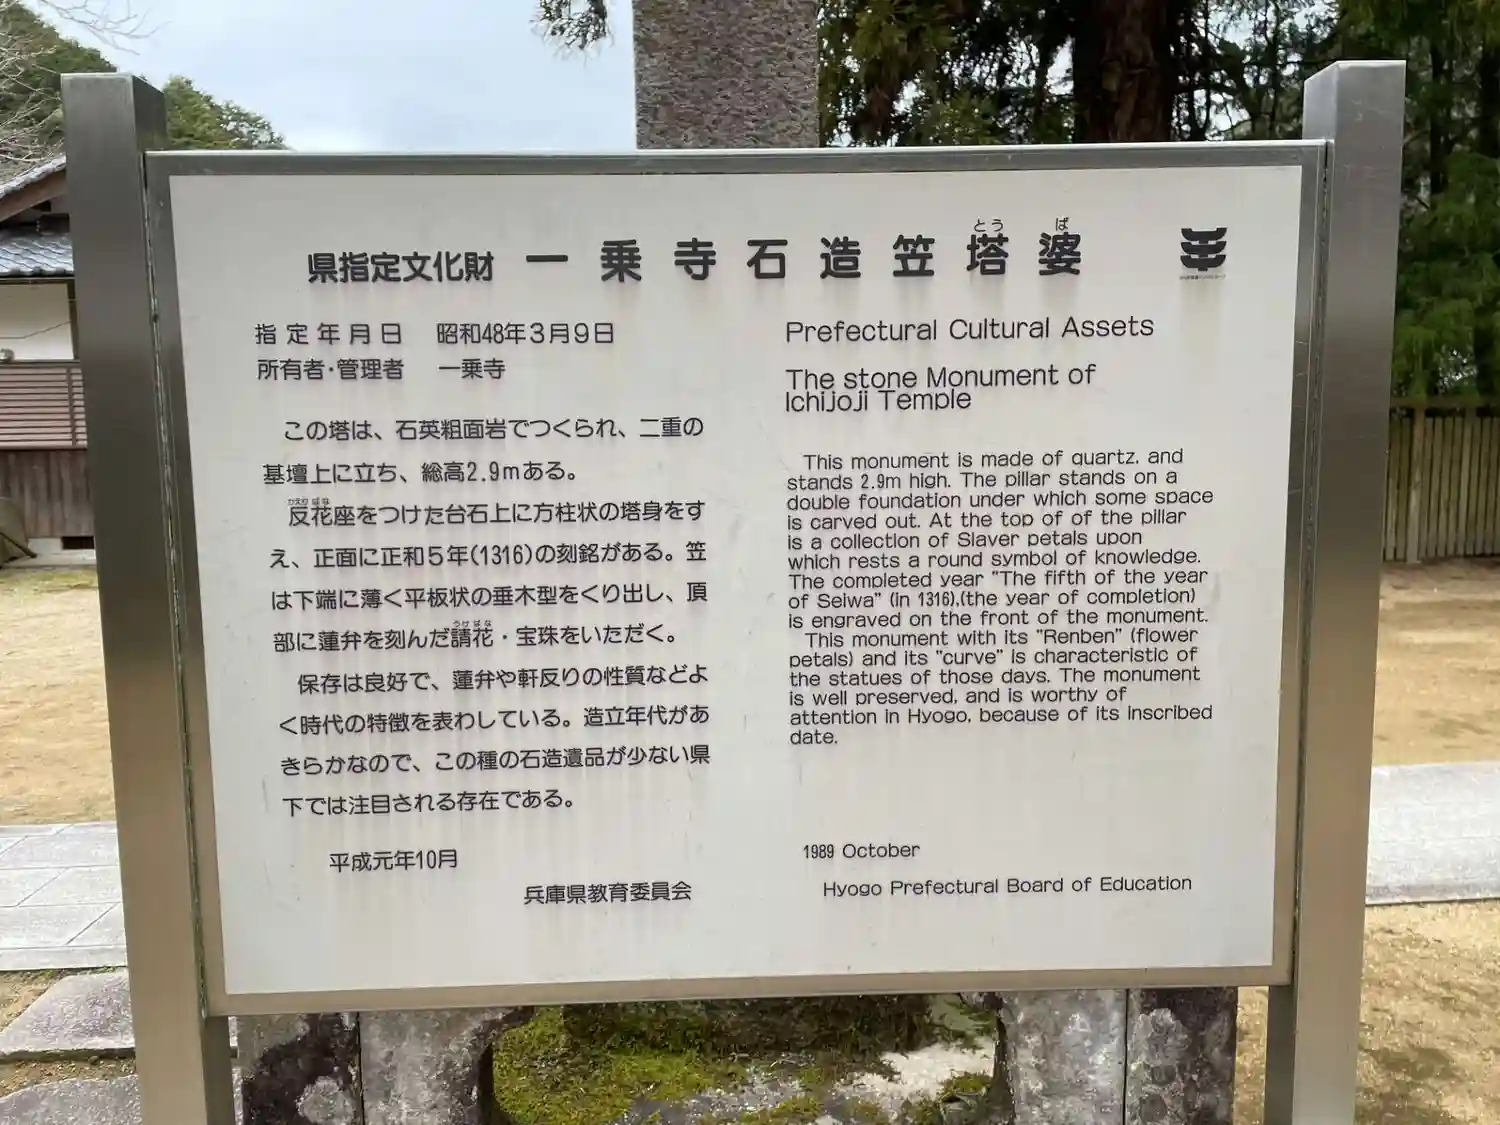 県指定文化財 一乗寺石造笠塔婆
とう ば
指定年月日 昭和48年3月9日
所有者・管理者 一乗寺
この塔は、石英粗面岩でつくられ、二重の
基壇上に立ち、総高2.9mある。
かえり ばな
反花座をつけた台石上に方柱状の塔身をす
え、正面に正和5年(1316)の刻銘がある。笠
は下端に薄く平板状の垂木型をくり出し、頂
うけ ばな
部に蓮弁を刻んだ請花・宝珠をいただく。
保存は良好で、蓮弁や軒反りの性質などよ
く時代の特徴を表わしている。造立年代があ
きらかなので、この種の石造遺品が少ない県
下では注目される存在である。
平成元年10月
兵庫県教育委員会
Prefectural Cultural Assets
The stone Monument of
Ichijoji Temple
This monument is made of quartz, and
stands 2.9m high. The pillar stands on a
double foundation under which some space
is carved out. At the top of of the pillar
is a collection of Slaver petals upon
which rests a round symbol of knowledge.
The completed year "The fifth of the year
of Seiwa" (in 1316),(the year of completion)
is engraved on the front of the monument.
This monument with its "Renben" (flower
petals) and its "curve" is characteristic of
the statues of those days. The monument
is well preserved, and is worthy of
attention in Hyogo, because of its inscribed
date.
1989 October
Hyogo Prefectural Board of Education